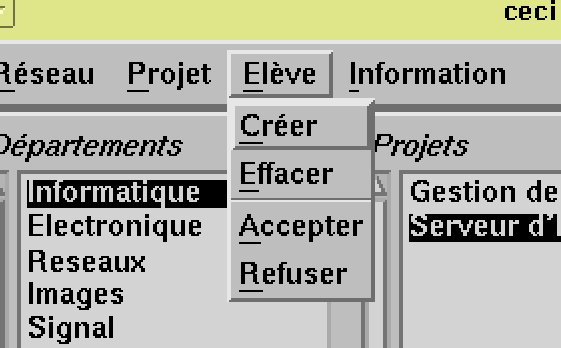 ceci
Réseau Projet Elève Information
Créer
Effacer
Accepter
Refuser
Départements
Informatique
Electronique
Reseaux
Images
Signal
Projets
Gestion de
Serveur d'